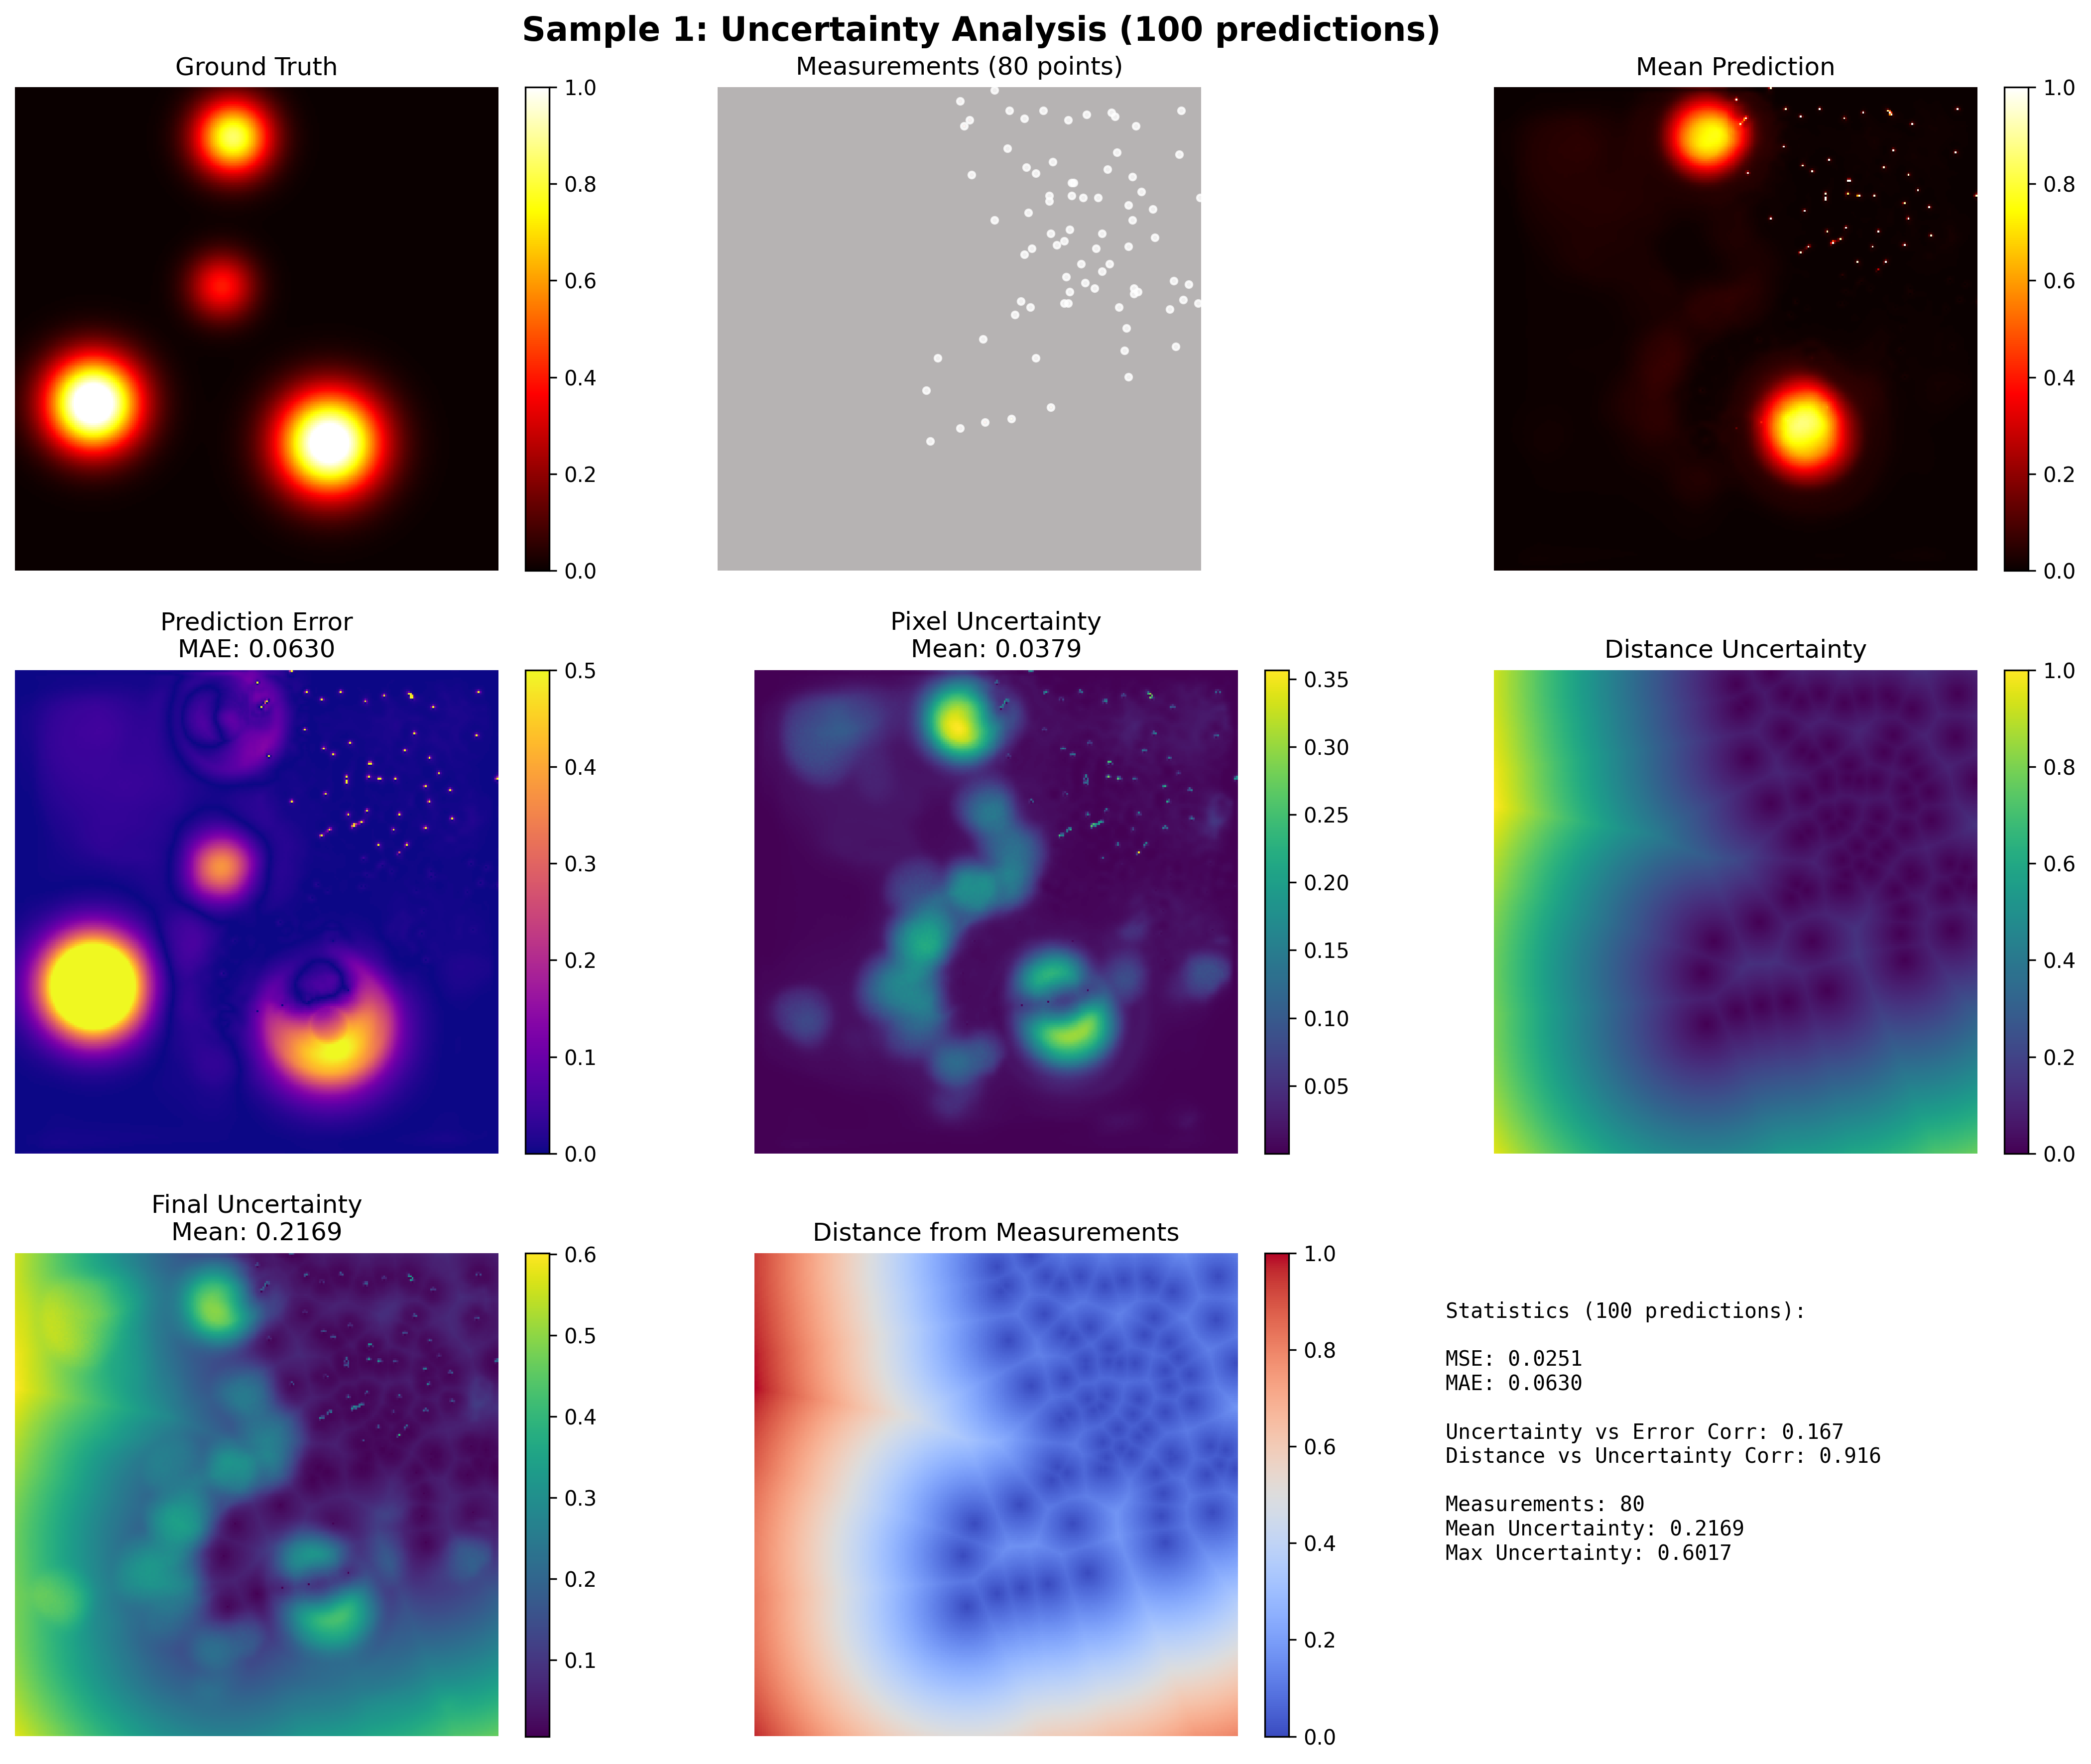 Sample 1: Uncertainty Analysis (100 predictions)
Ground Truth
1.0
0.8
0.6
0.4
0.2
0.0
Measurements (80 points)
Mean Prediction
1.0
0.8
0.6
0.4
0.2
0.0
Prediction Error
MAE: 0.0630
0.5
0.4
0.3
0.2
0.1
0.0
Pixel Uncertainty
Mean: 0.0379
0.35
0.30
0.25
0.20
0.15
0.10
0.05
Distance Uncertainty
1.0
0.8
0.6
0.4
0.2
0.0
Final Uncertainty
Mean: 0.2169
0.6
0.5
0.4
0.3
0.2
0.1
Distance from Measurements
1.0
0.8
0.6
0.4
0.2
0.0
Statistics (100 predictions):
MSE: 0.0251
MAE: 0.0630
Uncertainty vs Error Corr: 0.167
Distance vs Uncertainty Corr: 0.916
Measurements: 80
Mean Uncertainty: 0.2169
Max Uncertainty: 0.6017